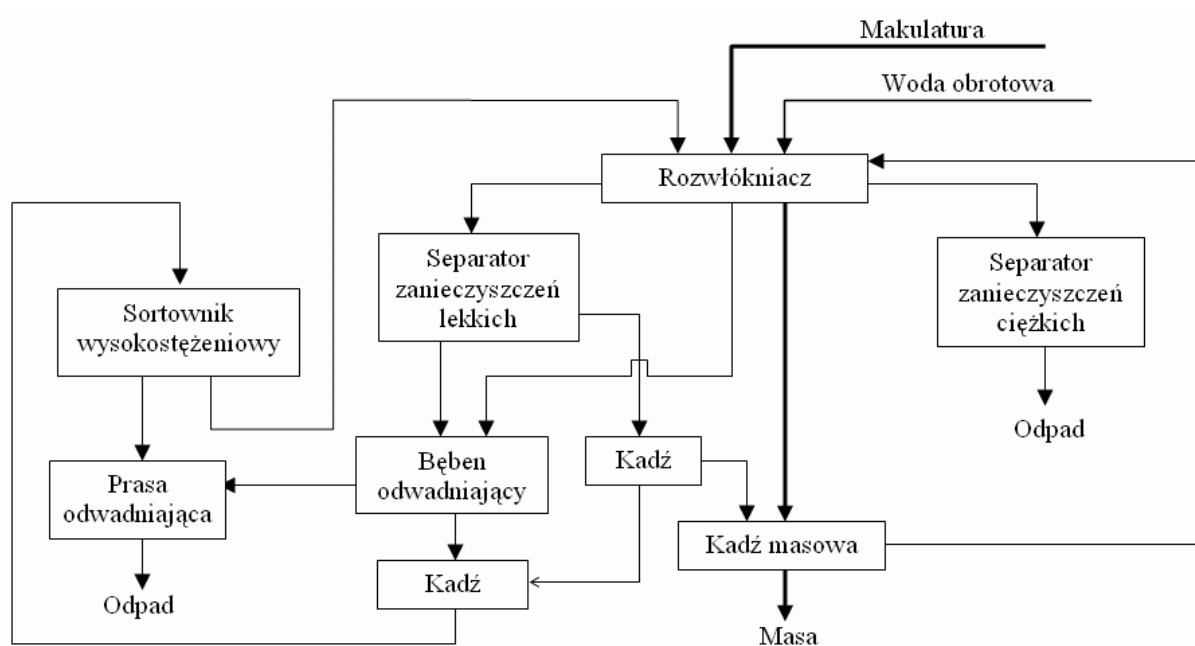 Makulatura
Woda obrotowa
Rozwłókniacz
Separator
zanieczyszczeń
lekkich
Separator
zanieczyszczeń
ciężkich
Sortownik
wysokostężeniowy
Odpad
Bęben
odwadniający
Kadź
Prasa
odwadniająca
Kadź masowa
Kadź
Odpad
Masa